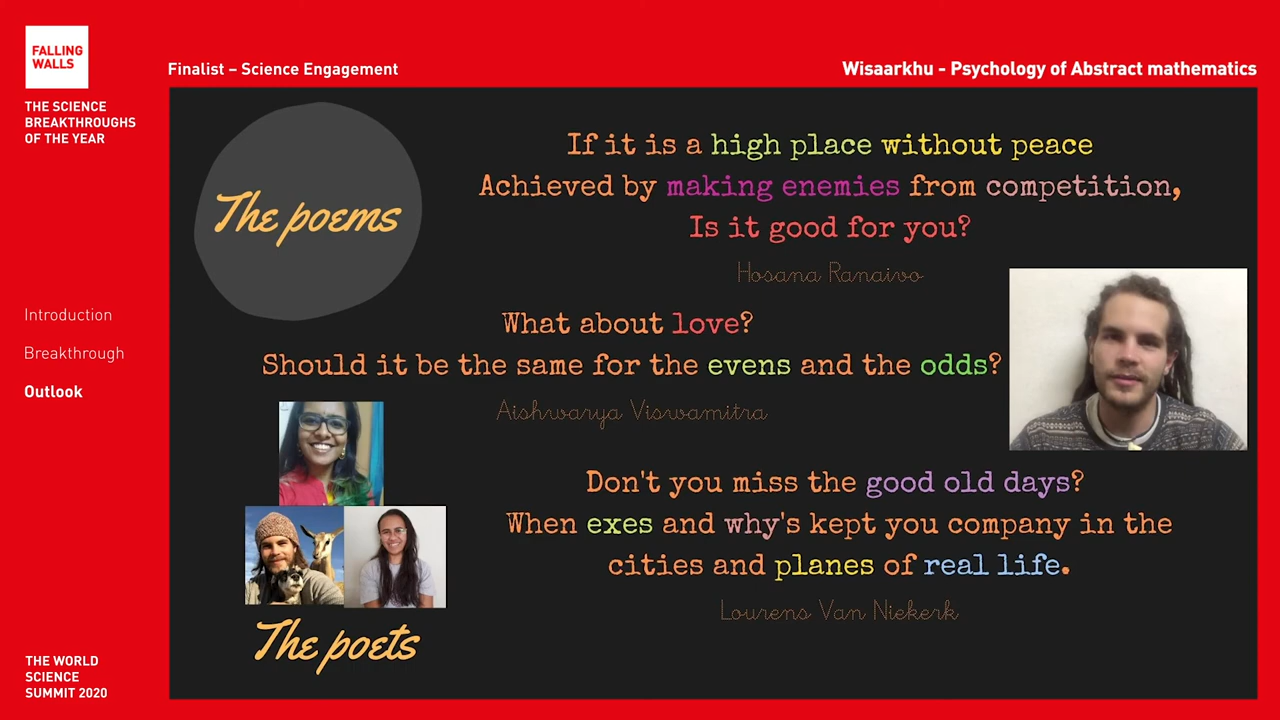 FALLING
WALLS
THE SCIENCE
BREAKTHROUGHS
OF THE YEAR
Finalist – Science Engagement
Wisaarkhu - Psychology of Abstract mathematics
Introduction
Breakthrough
Outlook
THE WORLD
SCIENCE
SUMMIT 2020
The poems
If it is a high place without peace
Achieved by making enemies from competition,
Is it good for you?
Hosana Ranaivo
What about love?
Should it be the same for the evens and the odds?
Aishwarya Viswamitra
Don't you miss the good old days?
When exes and why's kept you company in the
cities and planes of real life.
Lourens Van Niekerk
The poets